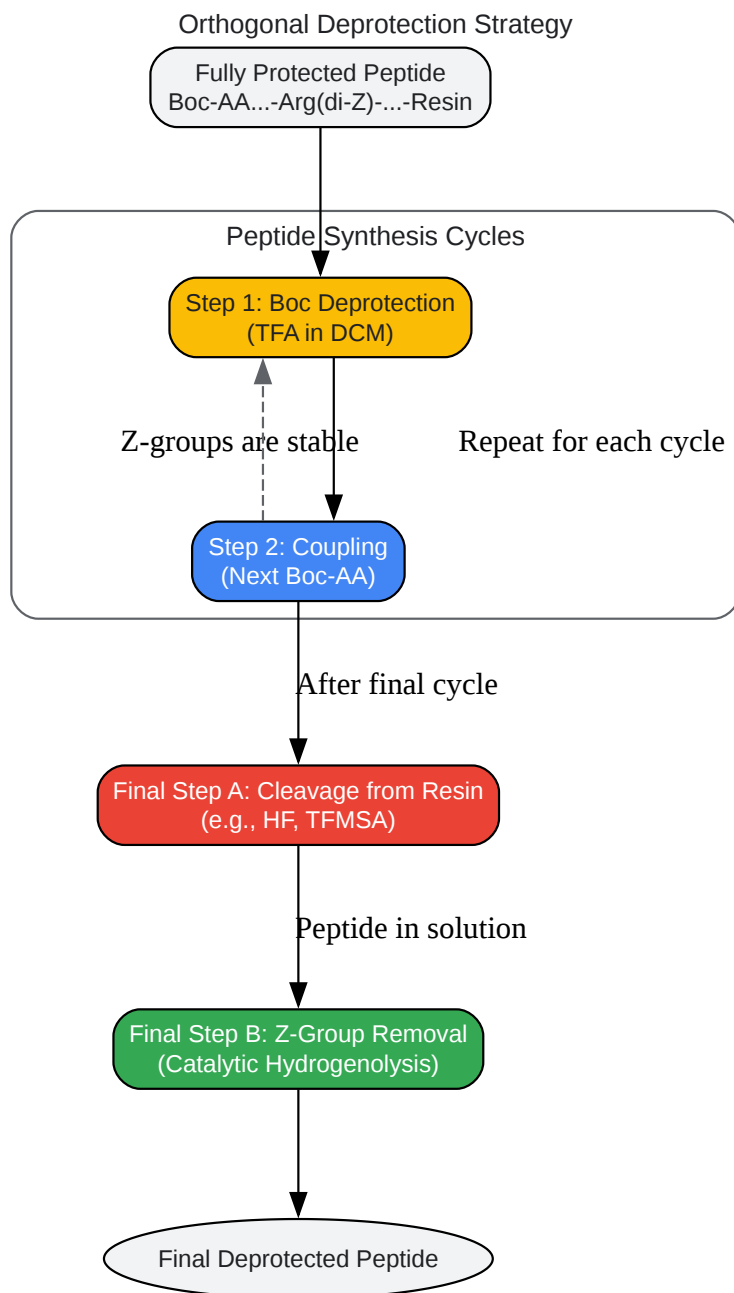 Orthogonal Deprotection Strategy
Fully Protected Peptide
Boc-AA...-Arg(di-Z)-...-Resin
Peptide Synthesis Cycles
Step 1: Boc Deprotection
(TFA in DCM)
Z-groups are stable
Repeat for each cycle
Step 2: Coupling
(Next Boc-AA)
After final cycle
Final Step A: Cleavage from Resin
(e.g., HF, TFMSA)
Peptide in solution
Final Step B: Z-Group Removal
(Catalytic Hydrogenolysis)
Final Deprotected Peptide